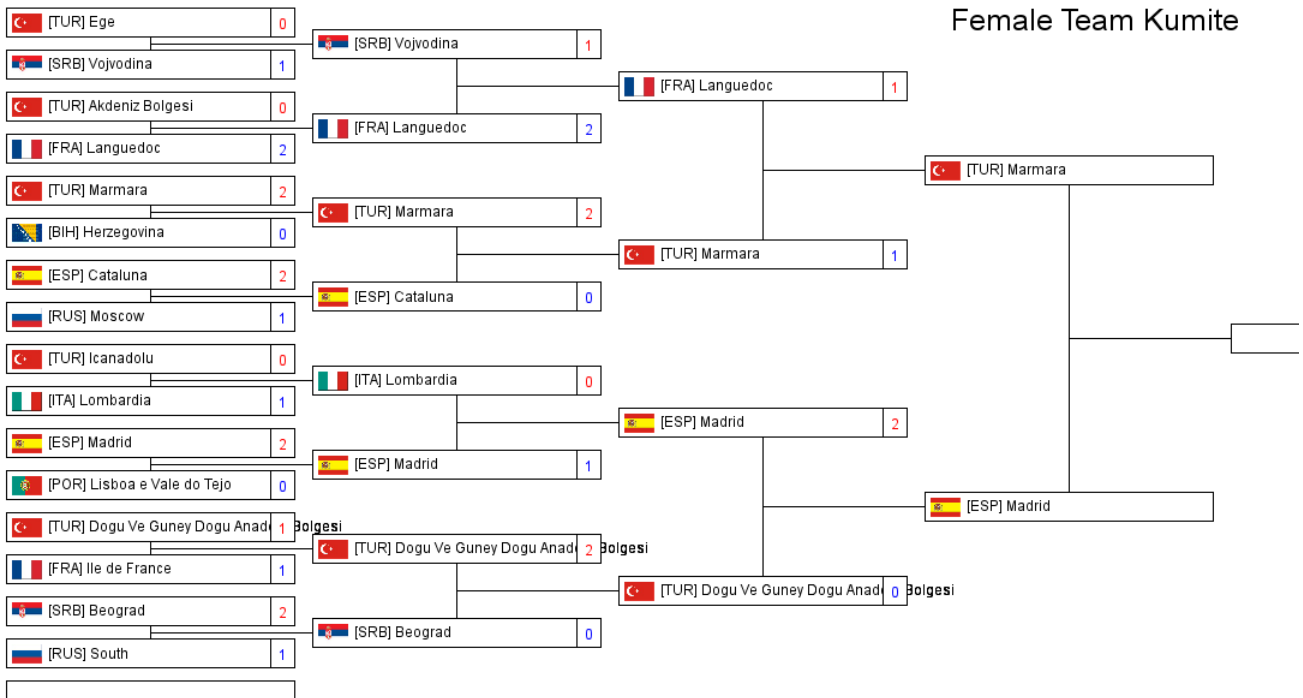 Female Team Kumite
[TUR] Ege 0
[SRB] Vojvodina 1
[TUR] Akdeniz Bolgesi 0
[FRA] Languedoc 2
[TUR] Marmara 2
[BIH] Herzegovina 0
[ESP] Cataluna 2
[RUS] Moscow 1
[TUR] Icanadolu 0
[ITA] Lombardia 1
[ESP] Madrid 2
[POR] Lisboa e Vale do Tejo 0
[TUR] Dogu Ve Guney Dogu Anadolu Bolgesi 1
[FRA] Ile de France 1
[SRB] Beograd 2
[RUS] South 1
[SRB] Vojvodina 1
[FRA] Languedoc 2
[TUR] Marmara 2
[ESP] Cataluna 0
[ITA] Lombardia 0
[ESP] Madrid 1
[TUR] Dogu Ve Guney Dogu Anadolu Bolgesi 2
[SRB] Beograd 0
[FRA] Languedoc 1
[TUR] Marmara 1
[ESP] Madrid 2
[TUR] Dogu Ve Guney Dogu Anadolu Bolgesi 0
[TUR] Marmara
[ESP] Madrid